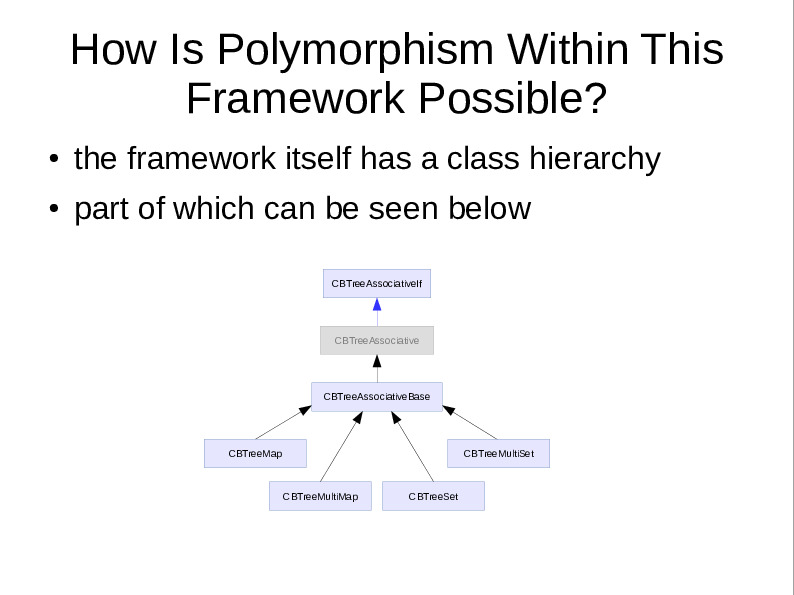 How Is Polymorphism Within This
Framework Possible?
• the framework itself has a class hierarchy
• part of which can be seen below
CBTreeAssociativeIf
CBTreeAssociative
CBTreeAssociativeBase
CBTreeMap
CBTreeMultiSet
CBTreeMultiMap
CBTreeSet